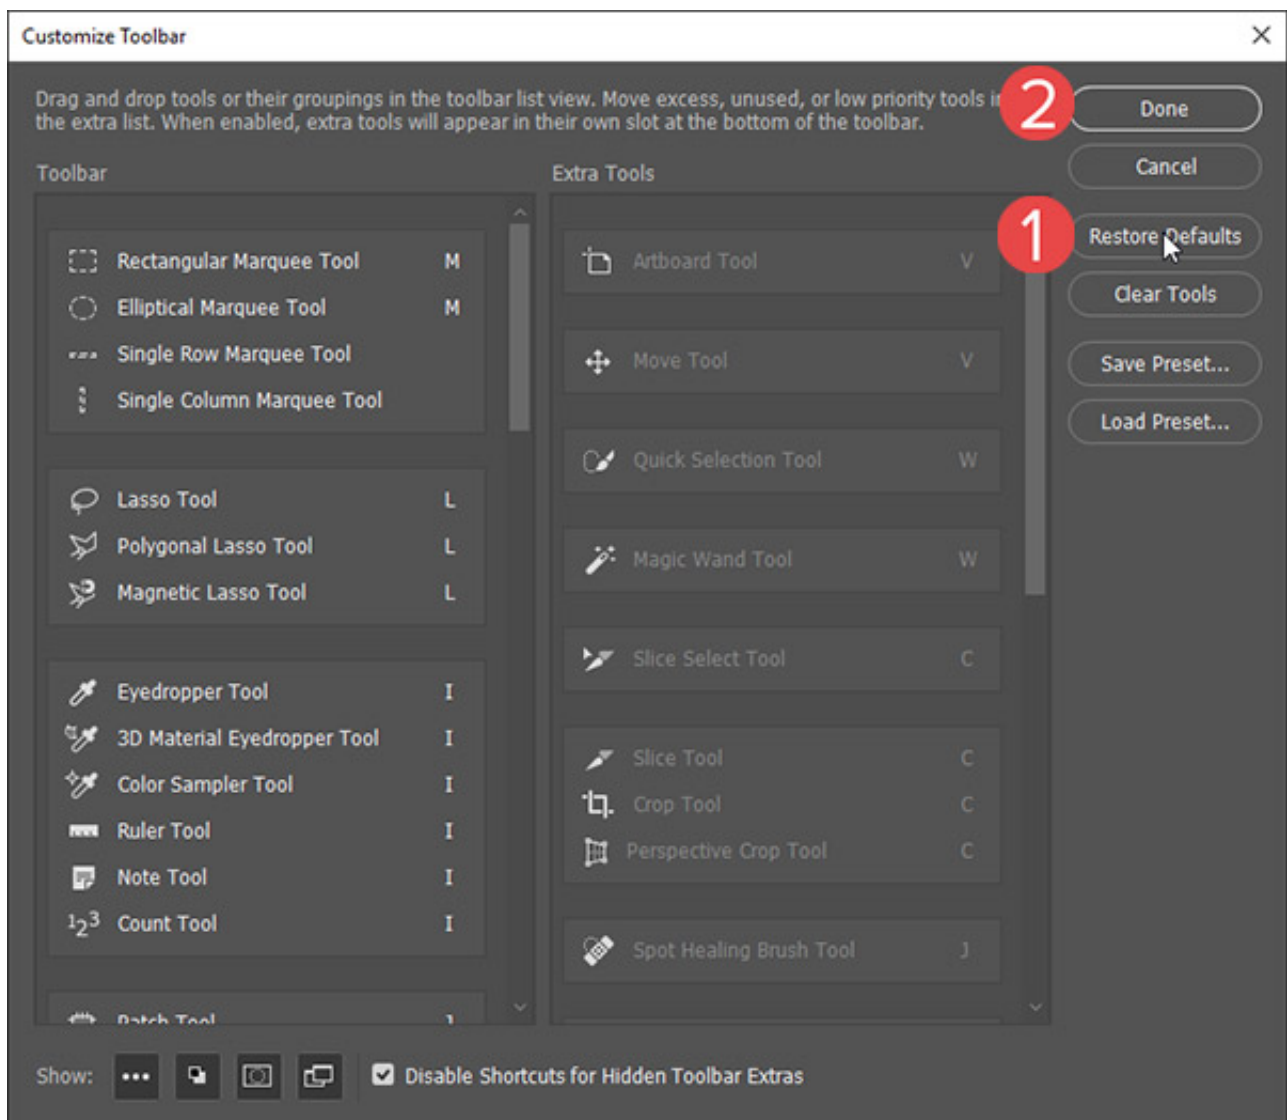 Customize Toolbar
Drag and drop tools or their groupings in the toolbar list view. Move excess, unused, or low priority tools
the extra list. When enabled, extra tools will appear in their own slot at the bottom of the toolbar.
2
Done
Cancel
1
Restore Defaults
Clear Tools
Save Preset...
Load Preset...
Toolbar
Rectangular Marquee Tool M
Elliptical Marquee Tool M
Single Row Marquee Tool
Single Column Marquee Tool
Lasso Tool L
Polygonal Lasso Tool L
Magnetic Lasso Tool L
Eyedropper Tool I
3D Material Eyedropper Tool I
Color Sampler Tool I
Ruler Tool I
Note Tool I
123 Count Tool I
Patch Tool J
Extra Tools
Artboard Tool V
Move Tool V
Quick Selection Tool W
Magic Wand Tool W
Slice Select Tool C
Slice Tool C
Crop Tool C
Perspective Crop Tool C
Spot Healing Brush Tool J
Show:
Disable Shortcuts for Hidden Toolbar Extras